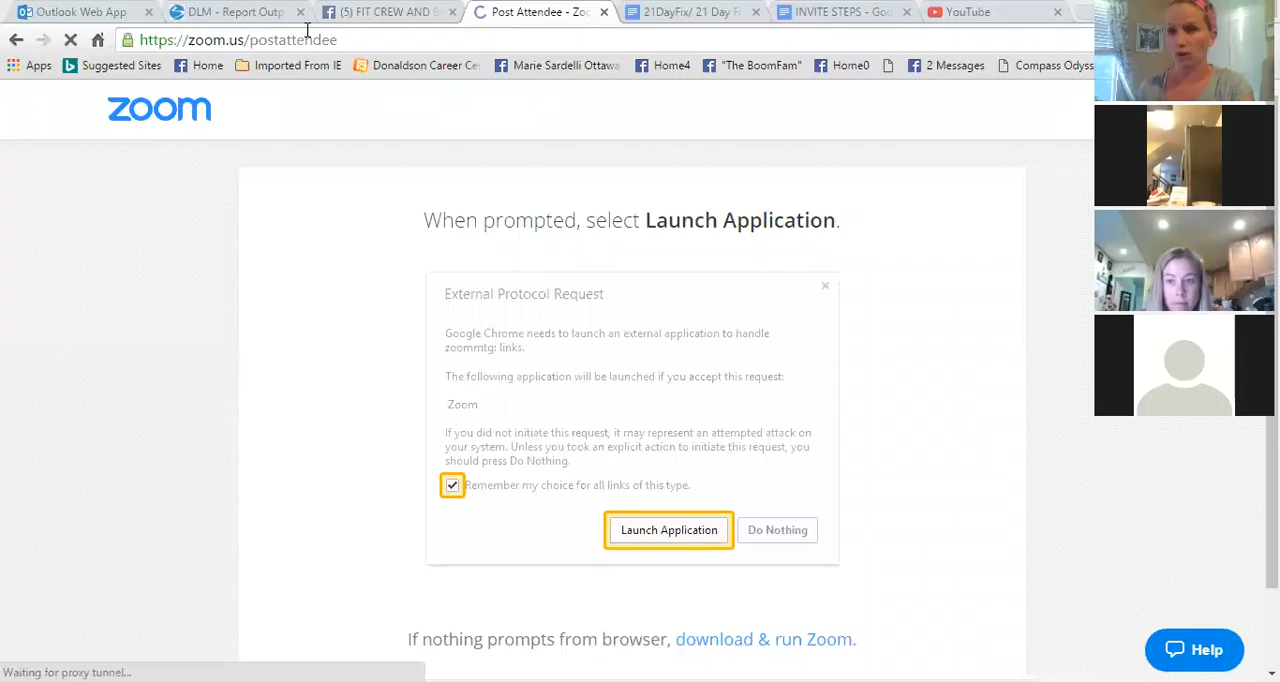 Outlook Web App
DLM - Report Outp
(5) FIT CREW AND B
Post Attendee - Zoo
21DayFix/ 21 Day Fi
INVITE STEPS - Goo
YouTube
https://zoom.us/postattendee
Apps
Suggested Sites
Home
Imported From IE
Donaldson Career Ce
Marie Sardelli Ottawa
Home4
"The BoomFam"
Home0
2 Messages
Compass Odyss
zoom
When prompted, select Launch Application.
External Protocol Request
Google Chrome needs to launch an external application to handle
zoommtg: links.
The following application will be launched if you accept this request:
Zoom
If you did not initiate this request, it may represent an attempted attack on
your system. Unless you took an explicit action to initiate this request, you
should press Do Nothing.
Remember my choice for all links of this type.
Launch Application
Do Nothing
If nothing prompts from browser, download & run Zoom.
Help
Waiting for proxy tunnel...